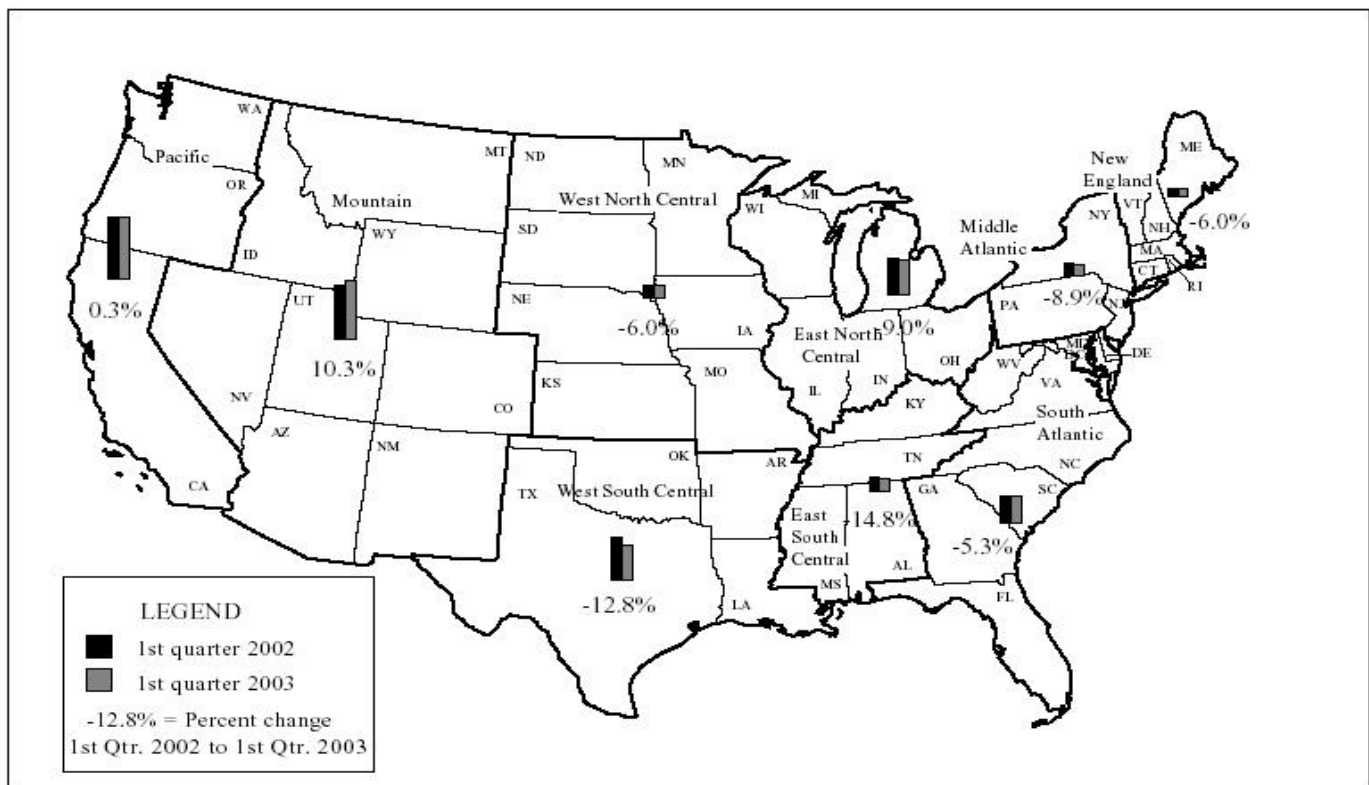 WA
Pacific
OR
MT
Mountain
ID
WY
ND
MN
West North Central
SD
NE
IA
-6.0%
WI
MI
New
England
ME
VT
NH
-6.0%
NY
Middle
Atlantic
MA
CT
RI
-8.9%
PA
NJ
DE
0.3%
UT
10.3%
NV
CO
KS
MO
-9.0%
East North
Central
IL
IN
OH
WV
VA
KY
South
Atlantic
CA
AZ
NM
OK
AR
TN
NC
TX
West South Central
East
South
Central
14.8%
GA
SC
-5.3%
MS
AL
FL
LA
-12.8%
LEGEND
1st quarter 2002
1st quarter 2003
-12.8% = Percent change
1st Qtr. 2002 to 1st Qtr. 2003